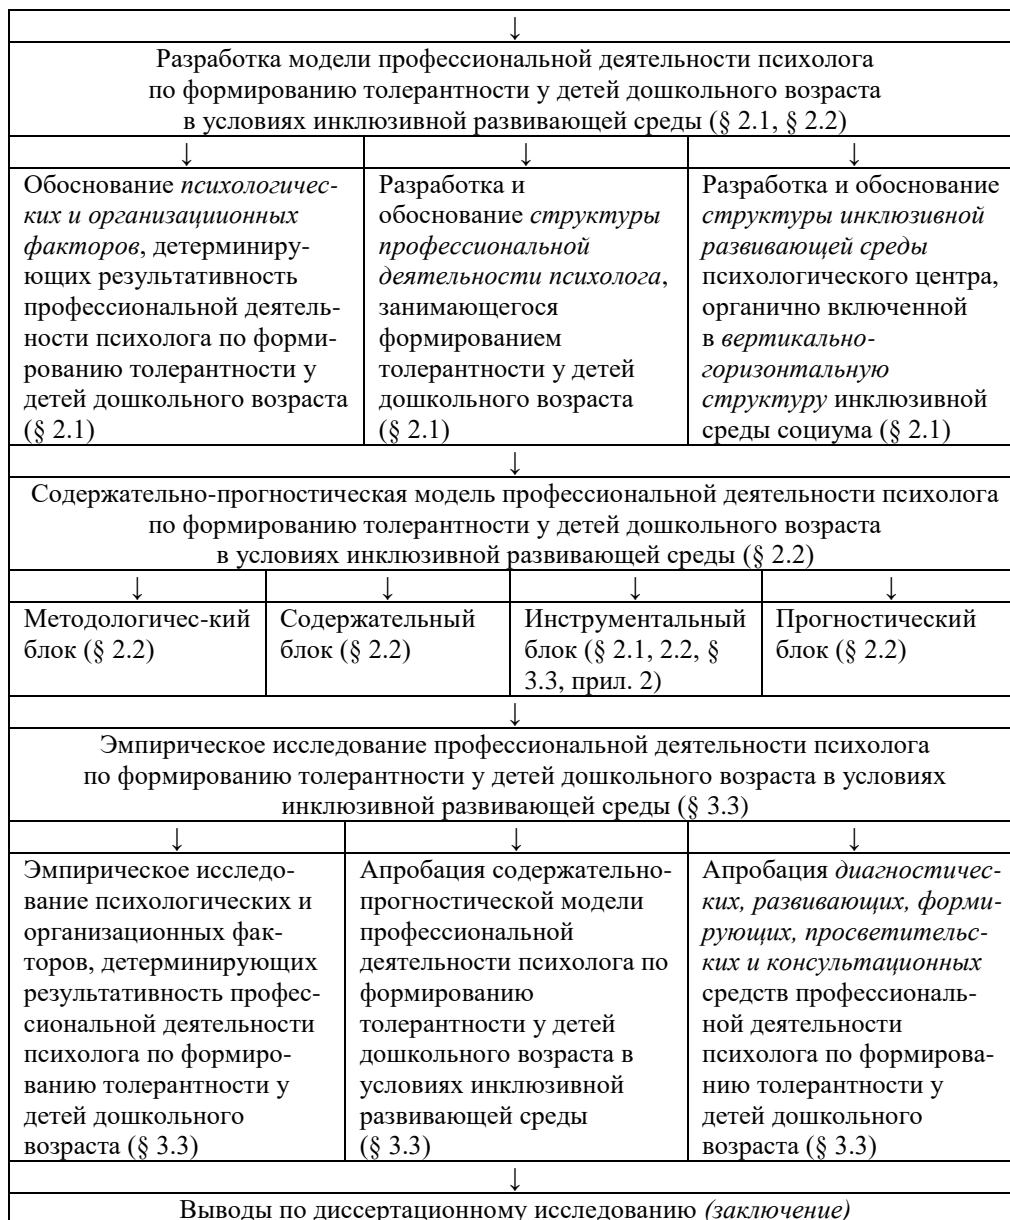 ↓
Разработка модели профессиональной деятельности психолога
по формированию толерантности у детей дошкольного возраста
в условиях инклюзивной развивающей среды (§ 2.1, § 2.2)
↓
Обоснование психологичес-
ких и организациионных
факторов, детерминирую-
ющих результативность
профессиональной деятель-
ности психолога по форми-
рованию толерантности у
детей дошкольного возраста
(§ 2.1)
↓
Разработка и
обоснование структуры
профессиональной
деятельности психолога,
занимающегося
формированием
толерантности у детей
дошкольного возраста
(§ 2.1)
↓
Разработка и обоснование
структуры инклюзивной
развивающей среды
психологического центра,
органично включенной
в вертикально-
горизонтальную
структуру инклюзивной
среды социума (§ 2.1)
↓
Содержательно-прогностическая модель профессиональной деятельности психолога
по формированию толерантности у детей дошкольного возраста
в условиях инклюзивной развивающей среды (§ 2.2)
↓
Методологичес-кий
блок (§ 2.2)
↓
Содержательный
блок (§ 2.2)
↓
Инструментальный
блок (§ 2.1, 2.2, §
3.3, прил. 2)
↓
Прогностический
блок (§ 2.2)
↓
Эмпирическое исследование профессиональной деятельности психолога
по формированию толерантности у детей дошкольного возраста в условиях
инклюзивной развивающей среды (§ 3.3)
↓
Эмпирическое исследо-
вание психологических и
организационных фак-
торов, детерминирующих
результативность профес-
сиональной деятельности
психолога по формиро-
ванию толерантности у
детей дошкольного
возраста (§ 3.3)
↓
Апробация содержательно-
прогностической модели
профессиональной
деятельности психолога по
формированию
толерантности у детей
дошкольного возраста в
условиях инклюзивной
развивающей среды
(§ 3.3)
↓
Апробация диагностичес-
ких, развивающих, форми-
рующих, просветительс-
ких и консультационных
средств профессиональ-
ной деятельности
психолога по формирова-
нию толерантности у
детей дошкольного
возраста (§ 3.3)
↓
Выводы по диссертационному исследованию (заключение)